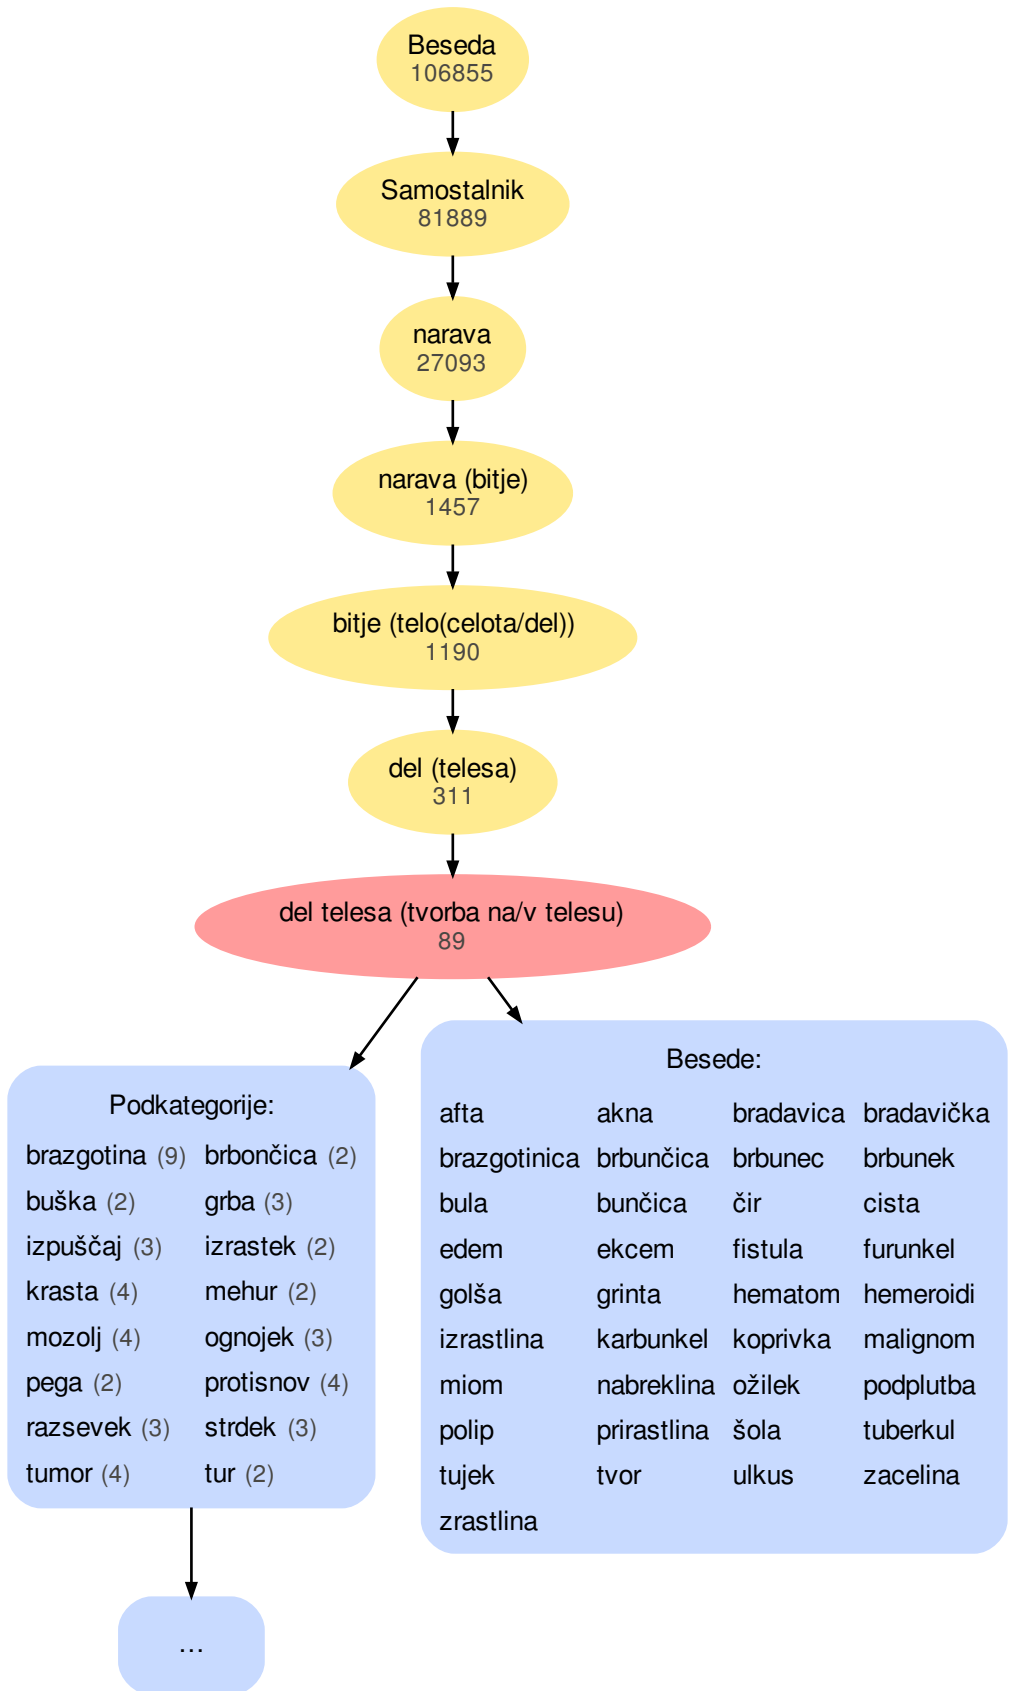 Beseda
106855
Samostalnik
81889
narava
27093
narava (bitje)
1457
bitje (telo(celota/del))
1190
del (telesa)
311
del telesa (tvorba na/v telesu)
89
Podkategorije:
brazgotina (9) brbončica (2)
buška (2) grba (3)
izpuščaj (3) izrastek (2)
krasta (4) mehur (2)
mozolj (4) ognojek (3)
pega (2) protisnov (4)
razsevek (3) strdek (3)
tumor (4) tur (2)
Besede:
afta akna bradavica bradavička
brazgotinica brbunčica brbunec brbunek
bula bunčica čir cista
edem ekcem fistula furunkel
golša grinta hematom hemeroidi
izrastlina karbunkel koprivka malignom
miom nabreklina ožilek podplutba
polip prirastlina šola tuberkul
tujek tvor ulkus zacelina
zrastlina
...